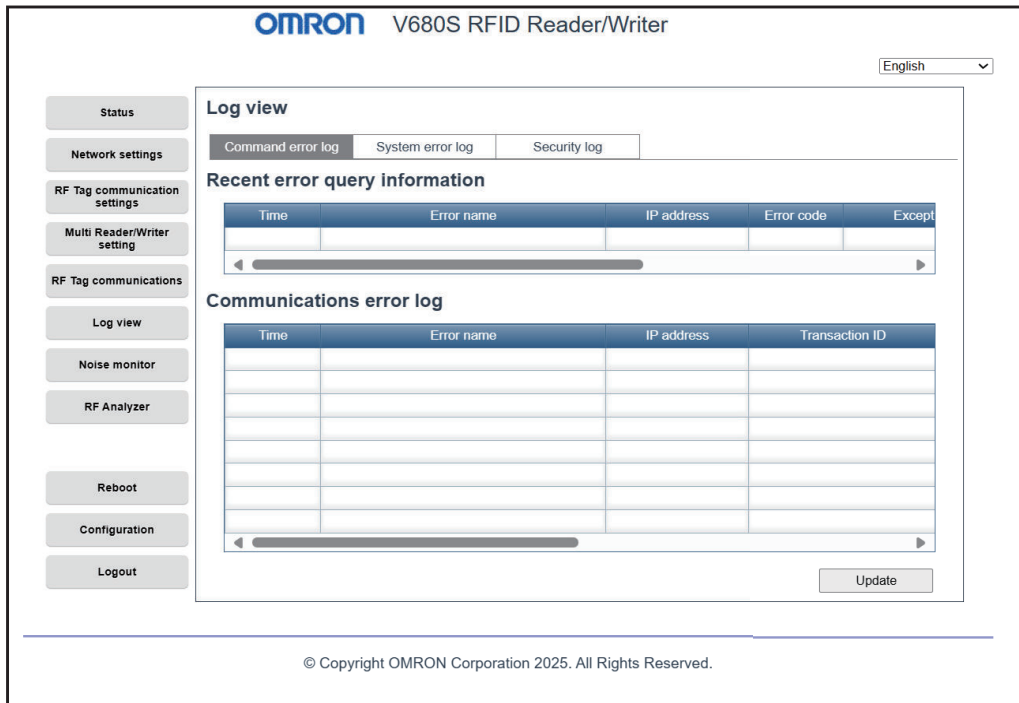 OMRON V680S RFID Reader/Writer
English
Status
Network settings
RF Tag communication
settings
Multi Reader/Writer
setting
RF Tag communications
Log view
Noise monitor
RF Analyzer
Reboot
Configuration
Logout
Log view
Command error log System error log Security log
Recent error query information
Time Error name IP address Error code Except
Communications error log
Time Error name IP address Transaction ID
Update
© Copyright OMRON Corporation 2025. All Rights Reserved.